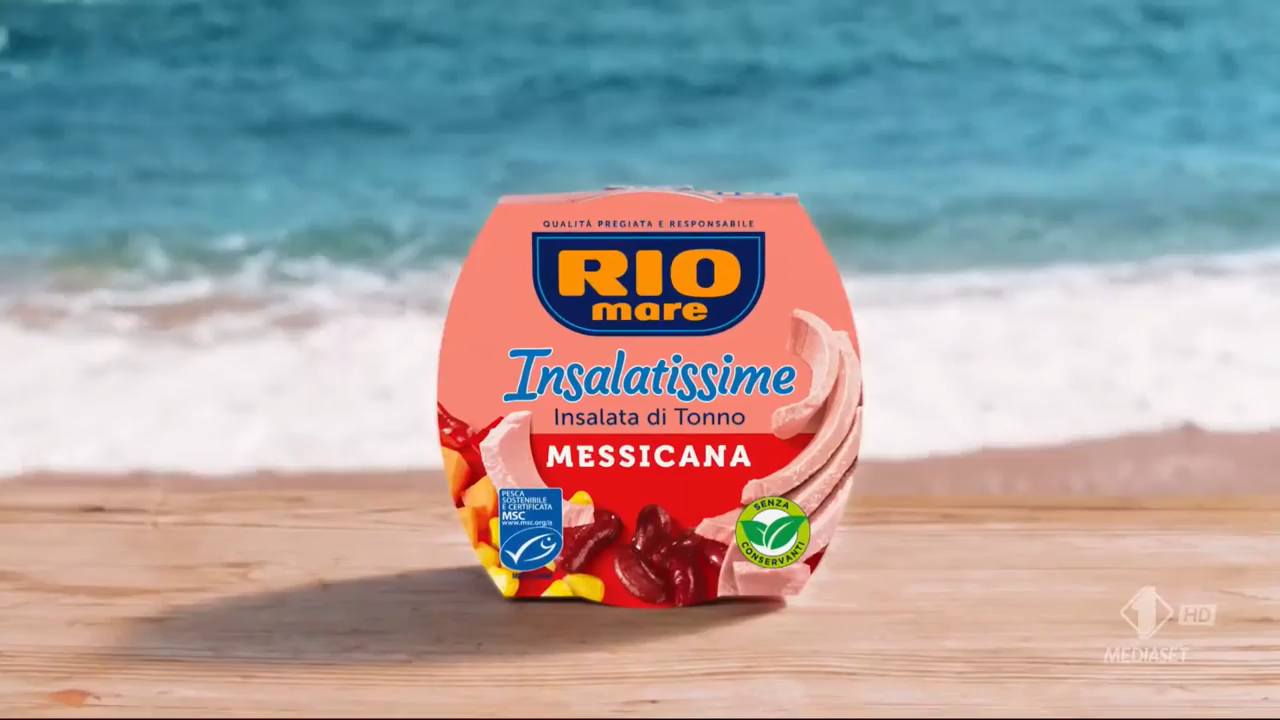 QUALITÀ PREGIATA E RESPONSABILE
RIO
mare
Insalatissime
Insalata di Tonno
MESSICANA
PESCA
SOSTENIBILE
E CERTIFICATA
MSC
www.msc.org/it
SENZA
CONSERVANTI
1 HD
MEDIASET